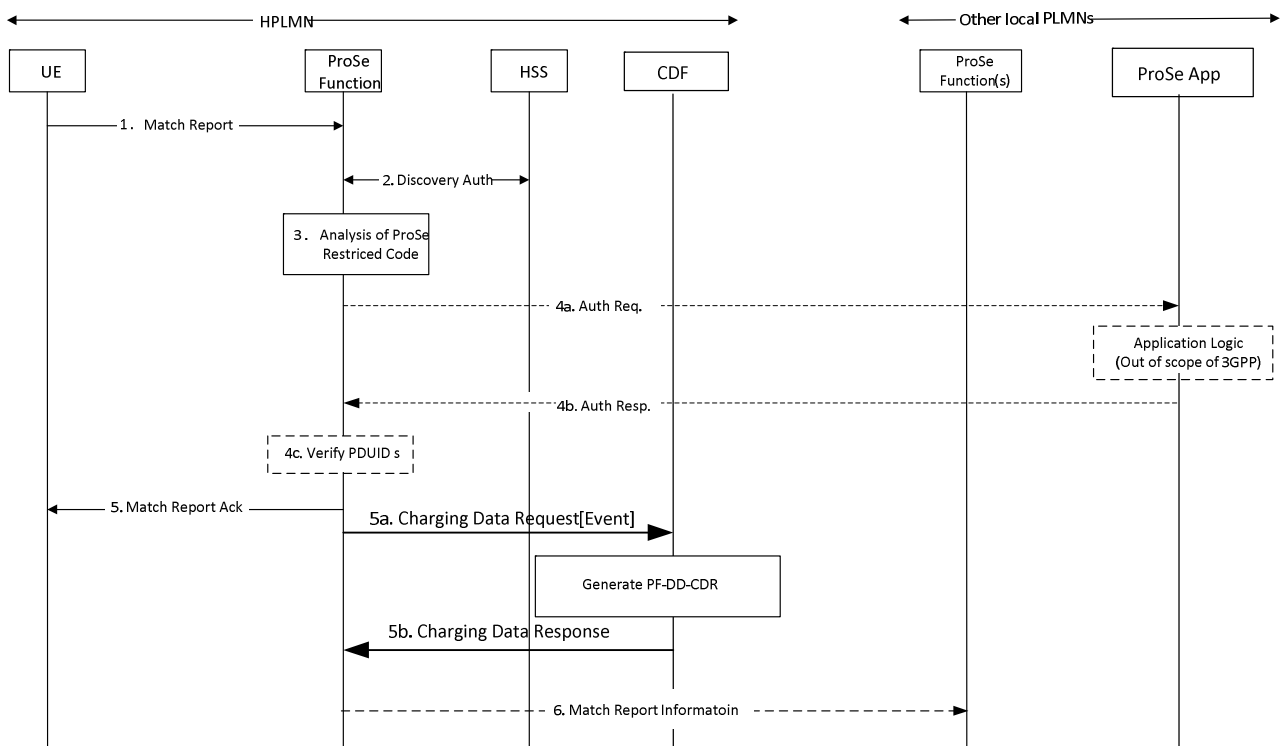 HPLMN
Other local PLMNs
UE
ProSe
Function
HSS
CDF
ProSe
Function(s)
ProSe App
1. Match Report
2. Discovery Auth
3. Analysis of ProSe
Restriced Code
4a. Auth Req.
Application Logic
(Out of scope of 3GPP)
4b. Auth Resp.
4c. Verify PDUID s
5. Match Report Ack
5a. Charging Data Request[Event]
Generate PF-DD-CDR
5b. Charging Data Response
6. Match Report Informatoin